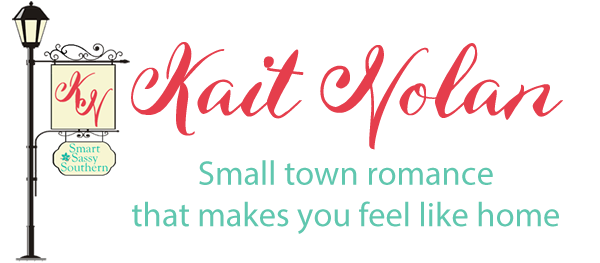 KN
Smart
Sassy
Southern
Kait Nolan
Small town romance
that makes you feel like home